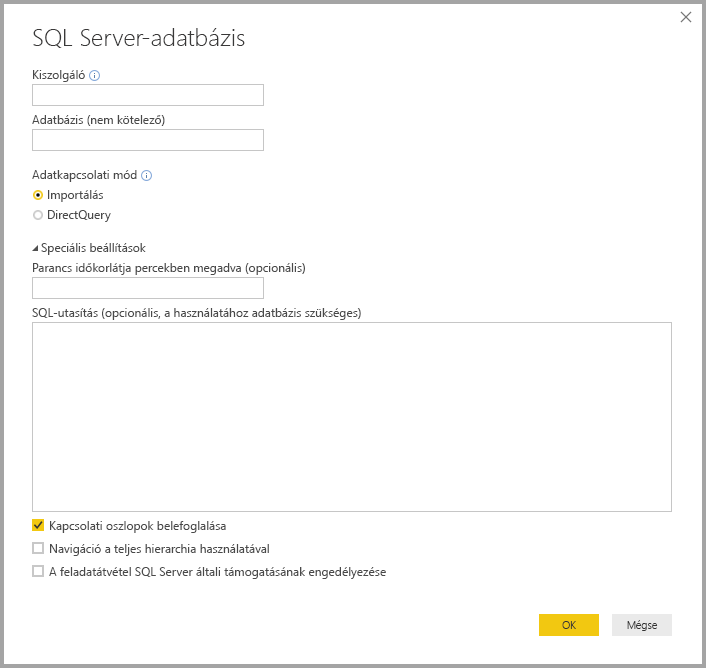 SQL Server-adatbázis
Kiszolgáló
Adatbázis (nem kötelező)
Adatkapcsolati mód
Importálás
DirectQuery
Speciális beállítások
Parancs időkorlátja percekben megadva (opcionális)
SQL-utasítás (opcionális, a használatához adatbázis szükséges)
Kapcsolati oszlopok belefoglalása
Navigáció a teljes hierarchia használatával
A feladatátvétel SQL Server általi támogatásának engedélyezése
OK Mégse